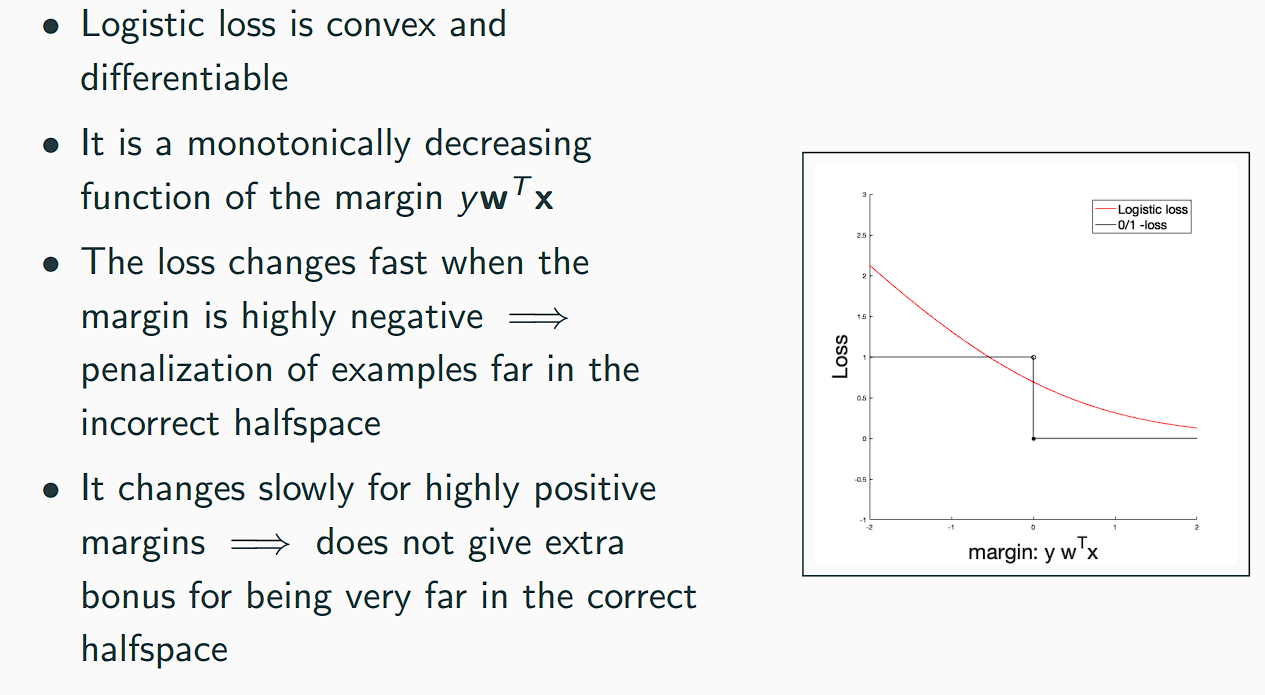 • Logistic loss is convex and
differentiable
• It is a monotonically decreasing
function of the margin ywᵀx
• The loss changes fast when the
margin is highly negative ⟹
penalization of examples far in the
incorrect halfspace
• It changes slowly for highly positive
margins ⟹ does not give extra
bonus for being very far in the correct
halfspace
Logistic loss
0/1 -loss
Loss
3
2.5
2
1.5
1
0.5
0
-0.5
-1
-2 -1 0 1 2
margin: y wᵀx